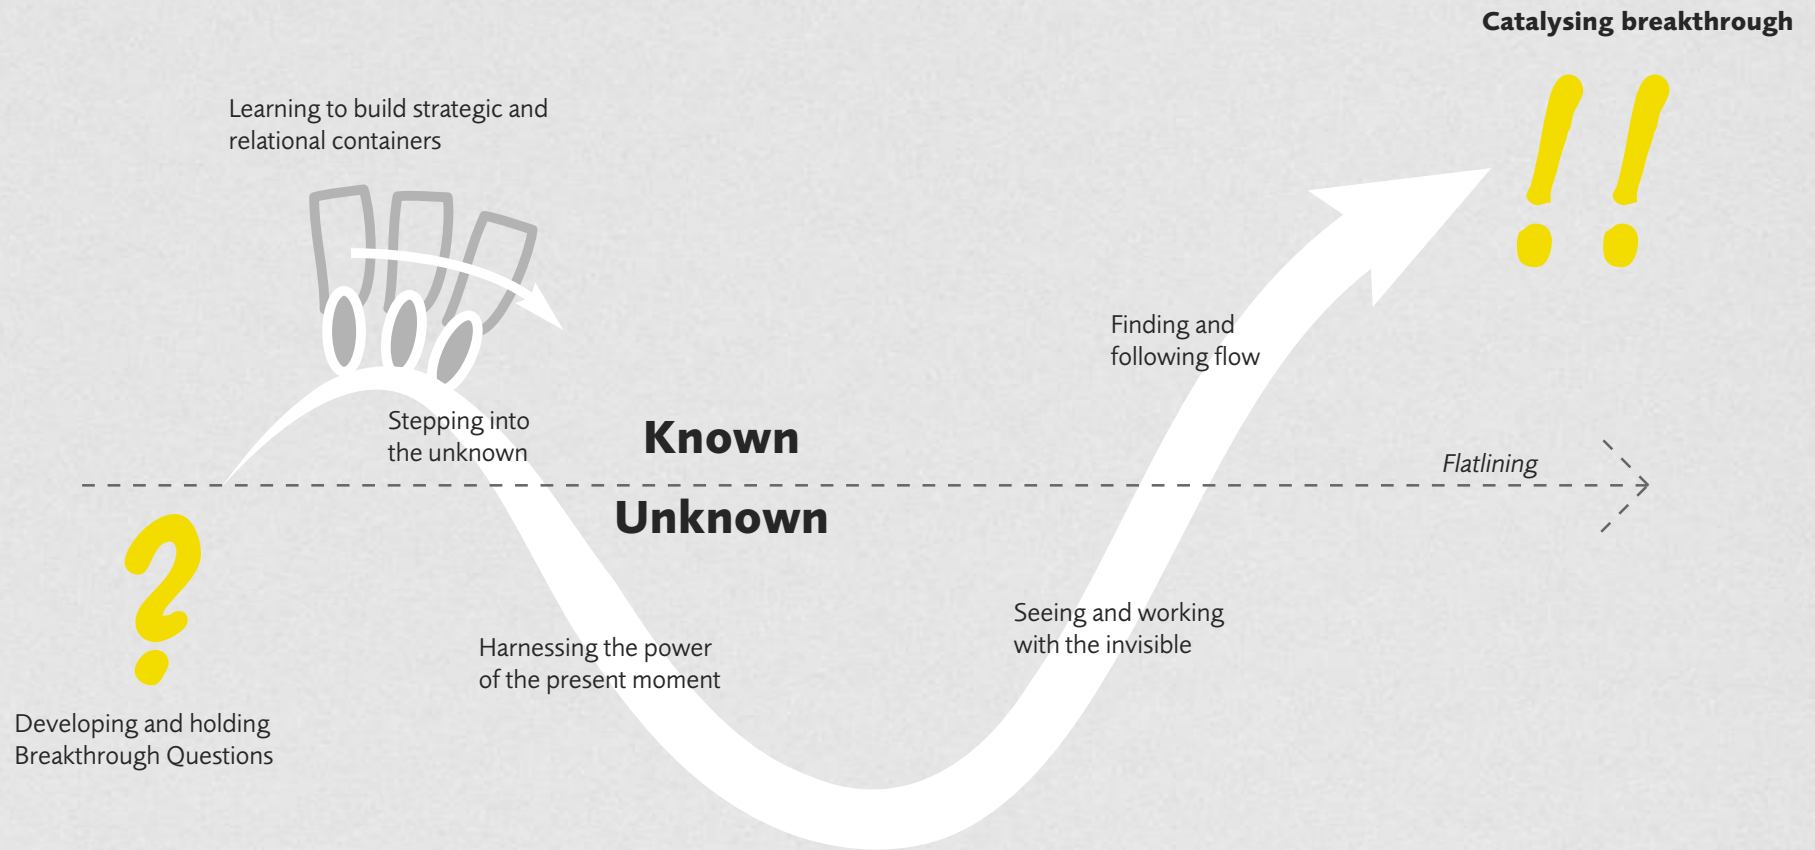 Catalysing breakthrough
Learning to build strategic and
relational containers
Finding and
following flow
Stepping into
the unknown
Known
Flatlining
Unknown
Seeing and working
with the invisible
Harnessing the power
of the present moment
Developing and holding
Breakthrough Questions